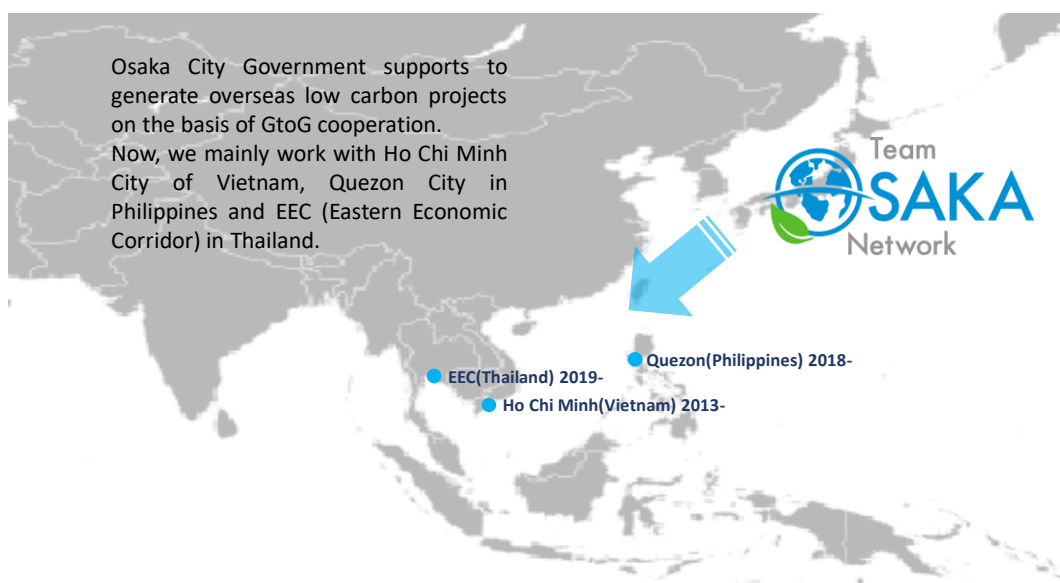 Osaka City Government supports to
generate overseas low carbon projects
on the basis of GtoG cooperation.
Now, we mainly work with Ho Chi Minh
City of Vietnam, Quezon City in
Philippines and EEC (Eastern Economic
Corridor) in Thailand.
Team
OSAKA
Network
Quezon(Philippines) 2018-
EEC(Thailand) 2019-
Ho Chi Minh(Vietnam) 2013-